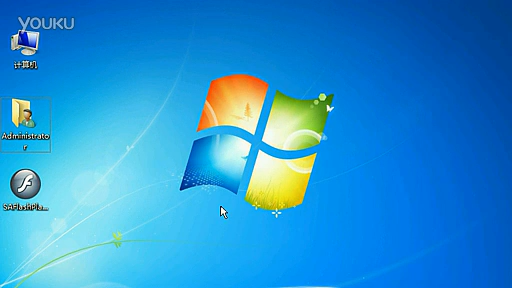 YOUKU
计算机
Administrato
r
SAFlashPla...